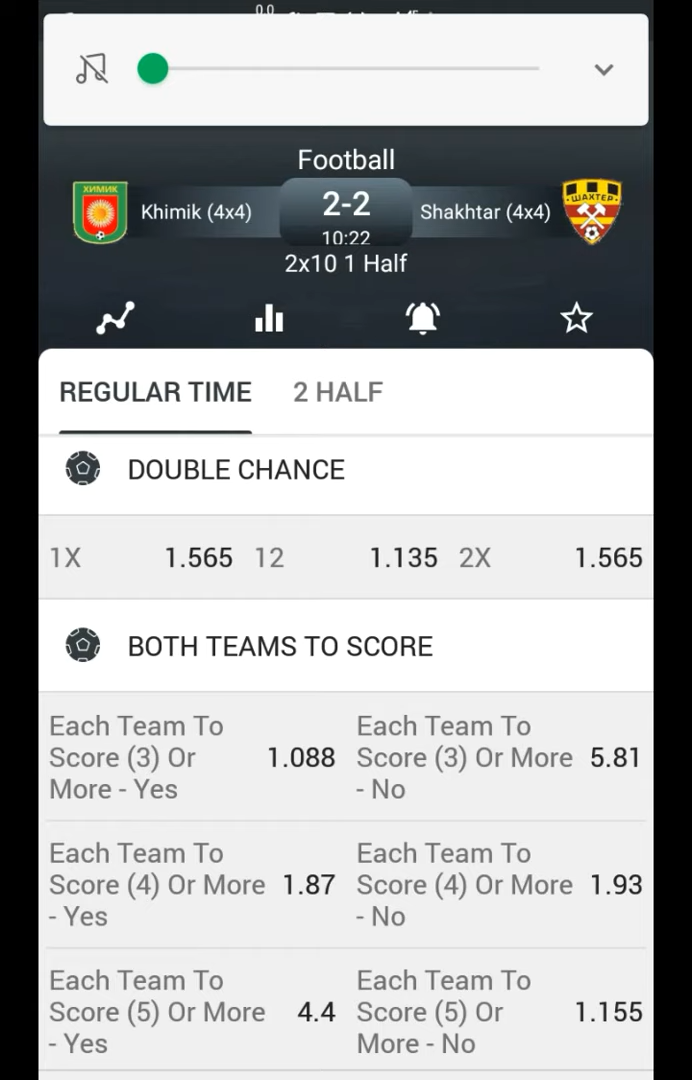 0.0
Football
ХИМИК
Khimik (4x4)
2-2
Shakhtar (4x4)
ШАХТЕР
10:22
2x10 1 Half
REGULAR TIME 2 HALF
DOUBLE CHANCE
1X 1.565 12 1.135 2X 1.565
BOTH TEAMS TO SCORE
Each Team To
Score (3) Or
More - Yes
1.088
Each Team To
Score (3) Or More
- No
5.81
Each Team To
Score (4) Or More
- Yes
1.87
Each Team To
Score (4) Or More
- No
1.93
Each Team To
Score (5) Or More
- Yes
4.4
Each Team To
Score (5) Or
More - No
1.155